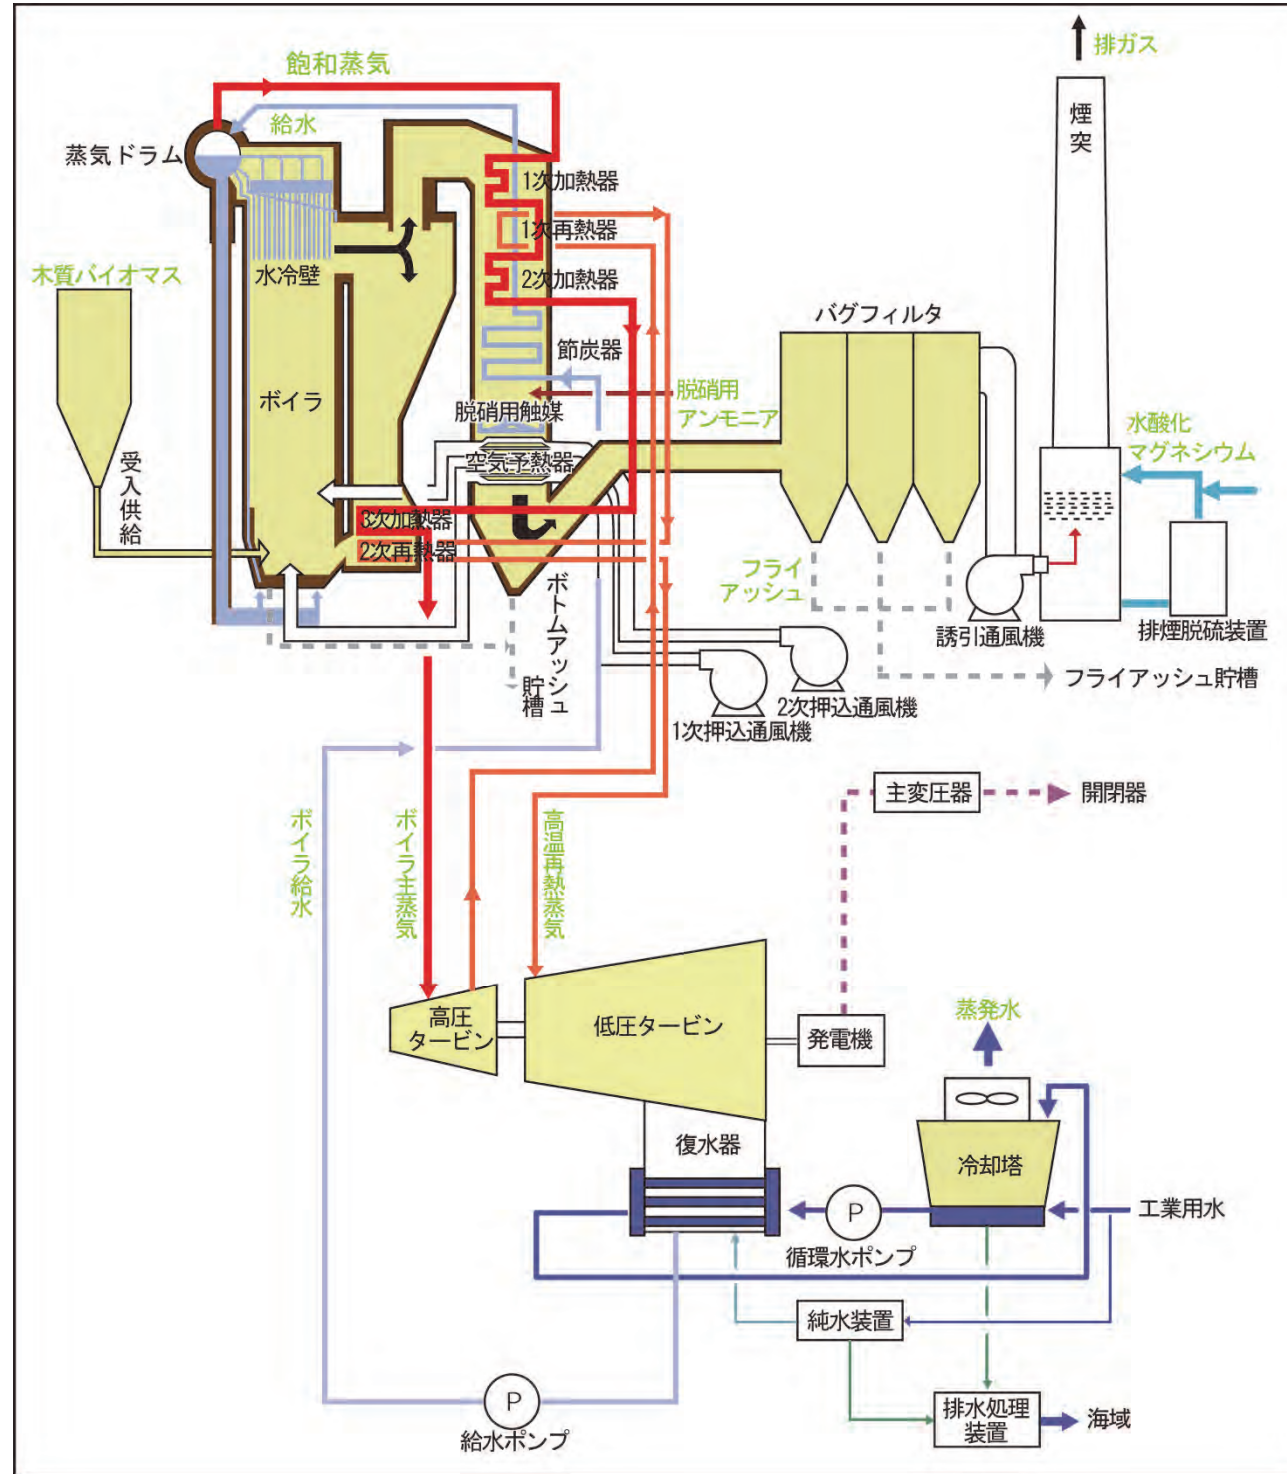 排ガス
飽和蒸気
煙突
給水
蒸気ドラム
1次加熱器
1次再熱器
木質バイオマス
水冷壁
2次加熱器
バグフィルタ
節炭器
ボイラ
脱硝用
アンモニア
脱硝用触媒
水酸化
マグネシウム
受入供給
空気予熱器
3次加熱器
2次再熱器
フライ
アッシュ
ボトムアッシュ
貯槽
誘引通風機
排煙脱硫装置
フライアッシュ貯槽
2次押込通風機
1次押込通風機
主変圧器
開閉器
ボイラ給水
ボイラ主蒸気
高温再熱蒸気
高圧
タービン
低圧タービン
発電機
蒸発水
復水器
冷却塔
P
工業用水
循環水ポンプ
純水装置
P
給水ポンプ
排水処理
装置
海域